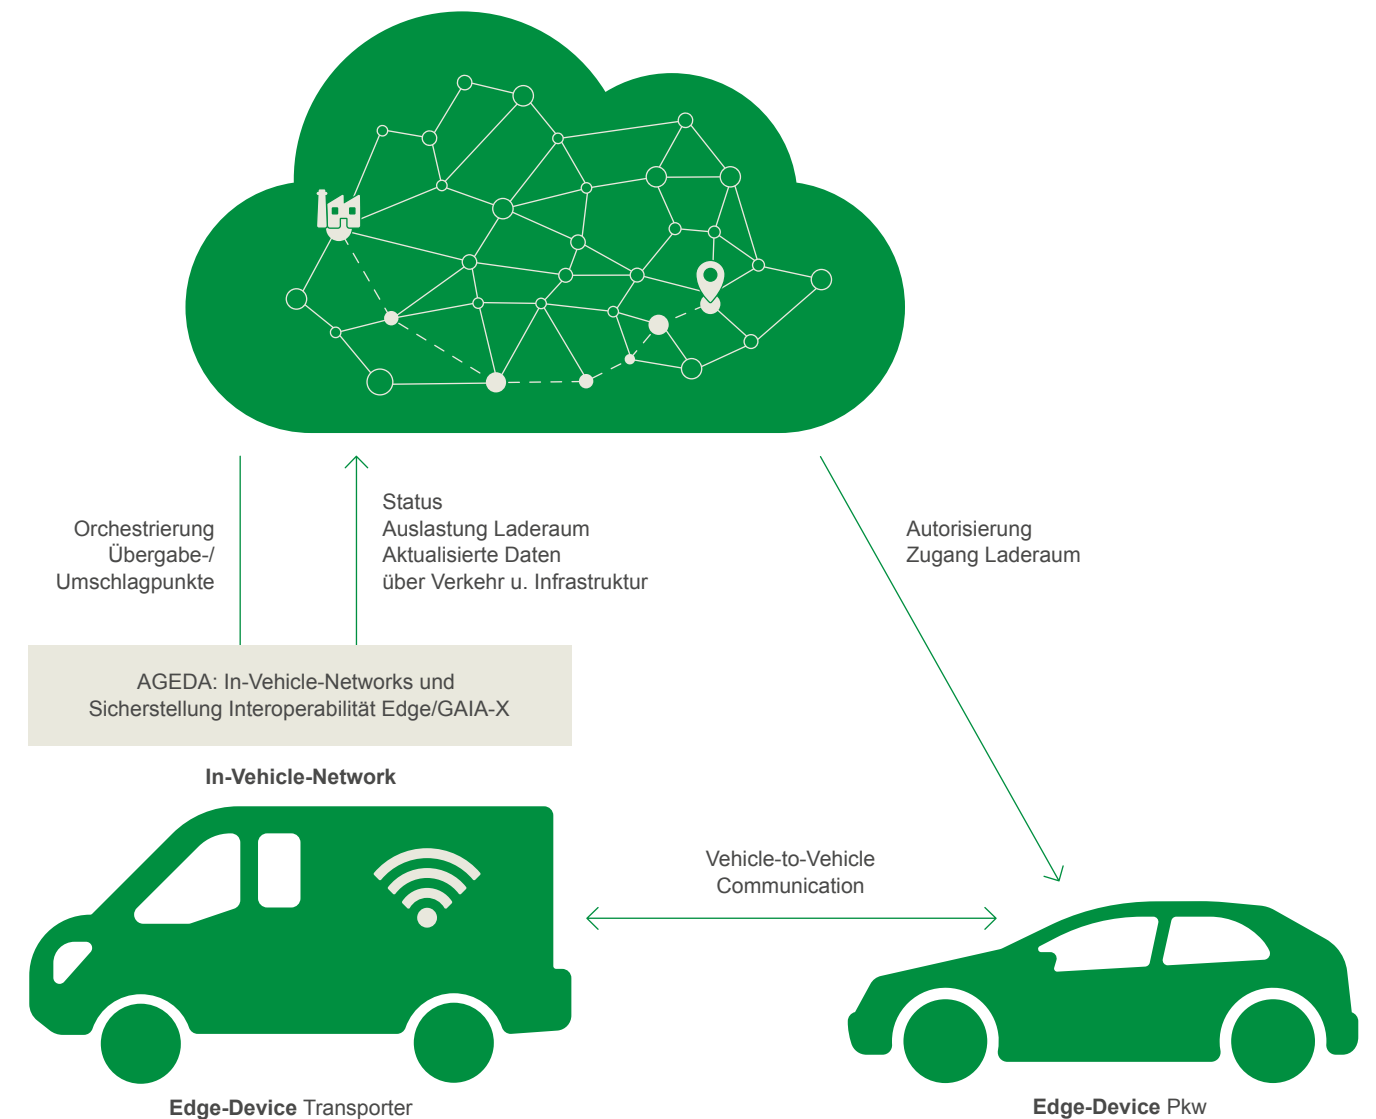 Orchestrierung
Übergabe-/
Umschlagpunkte
Status
Auslastung Laderaum
Aktualisierte Daten
über Verkehr u. Infrastruktur
Autorisierung
Zugang Laderaum
AGEDA: In-Vehicle-Networks und
Sicherstellung Interoperabilität Edge/GAIA-X
In-Vehicle-Network
Vehicle-to-Vehicle
Communication
Edge-Device Transporter
Edge-Device Pkw